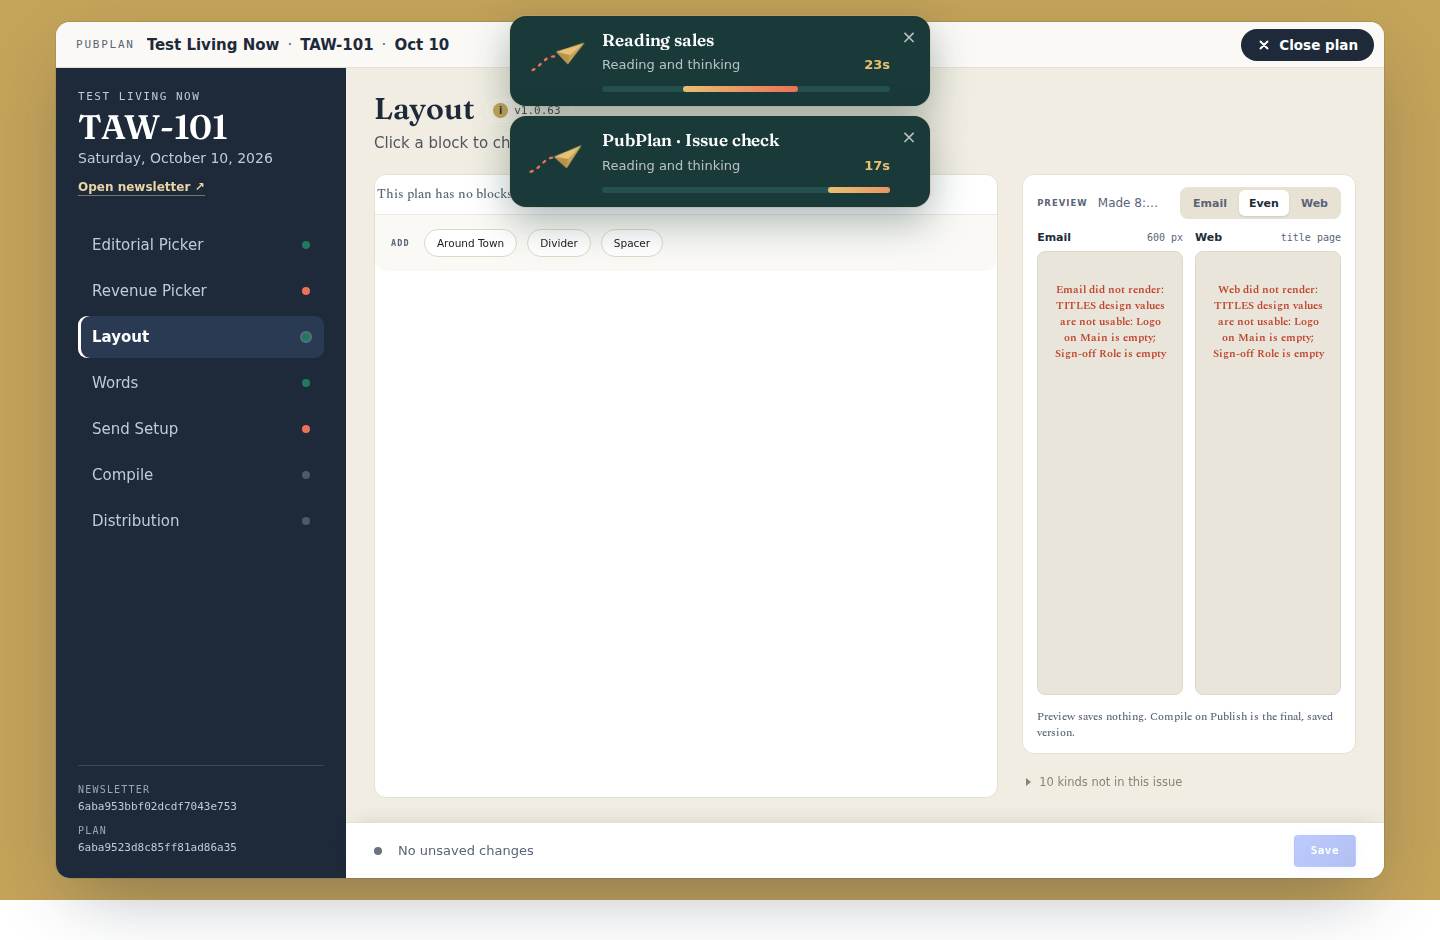 PUBPLAN Test Living Now · TAW-101 · Oct 10
× Close plan
Reading sales ×
Reading and thinking 23s
PubPlan · Issue check ×
Reading and thinking 17s
TEST LIVING NOW
TAW-101
Saturday, October 10, 2026
Open newsletter ↗
Editorial Picker
Revenue Picker
Layout
Words
Send Setup
Compile
Distribution
NEWSLETTER
6aba953bbf02dcdf7043e753
PLAN
6aba9523d8c85ff81ad86a35
Layout i v1.0.63
Click a block to ch
This plan has no blocks
ADD Around Town Divider Spacer
PREVIEW Made 8:... Email Even Web
Email 600 px Web title page
Email did not render:
TITLES design values
are not usable: Logo
on Main is empty;
Sign-off Role is empty
Web did not render:
TITLES design values
are not usable: Logo
on Main is empty;
Sign-off Role is empty
Preview saves nothing. Compile on Publish is the final, saved
version.
10 kinds not in this issue
No unsaved changes
Save